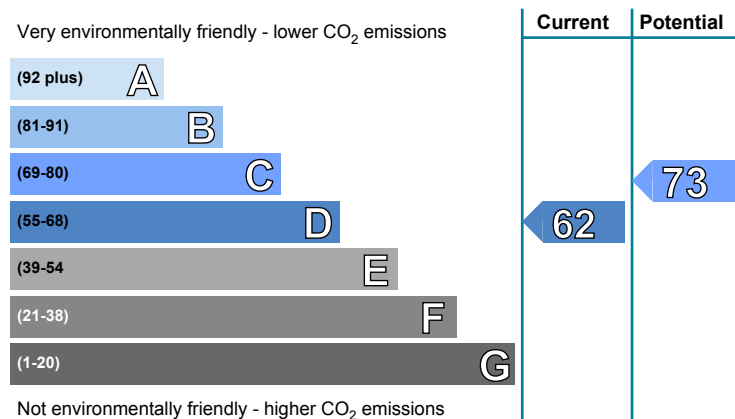 Very environmentally friendly - lower CO₂ emissions
Current
Potential
(92 plus) A
(81-91) B
(69-80) C
73
(55-68) D
62
(39-54 E
(21-38) F
(1-20) G
Not environmentally friendly - higher CO₂ emissions